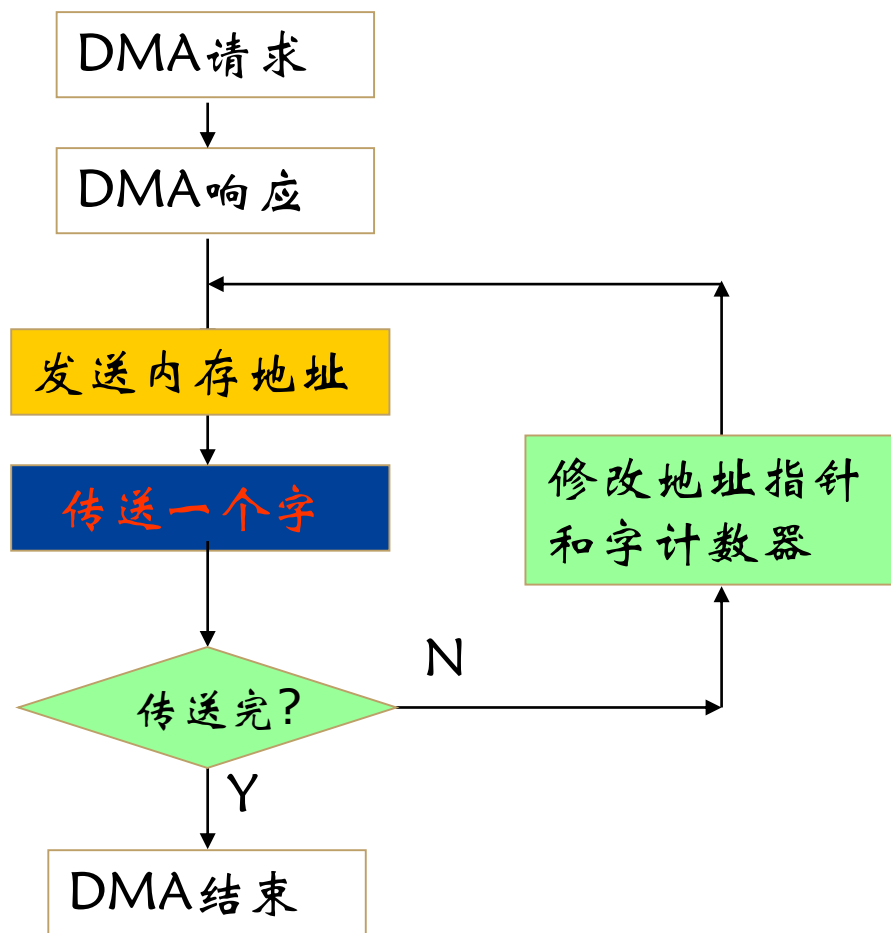 DMA请求
DMA响应
发送内存地址
传送一个字
修改地址指针
和字计数器
N
传送完?
Y
DMA结束